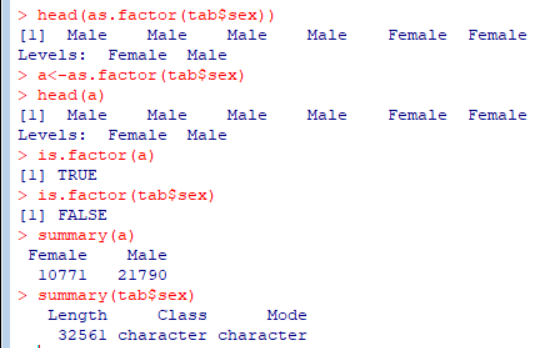 > head(as.factor(tab$sex))
[1]  Male    Male    Male    Male    Female  Female
Levels:  Female  Male
> a<-as.factor(tab$sex)
> head(a)
[1]  Male    Male    Male    Male    Female  Female
Levels:  Female  Male
> is.factor(a)
[1] TRUE
> is.factor(tab$sex)
[1] FALSE
> summary(a)
 Female    Male
  10771   21790
> summary(tab$sex)
   Length     Class      Mode
    32561 character character